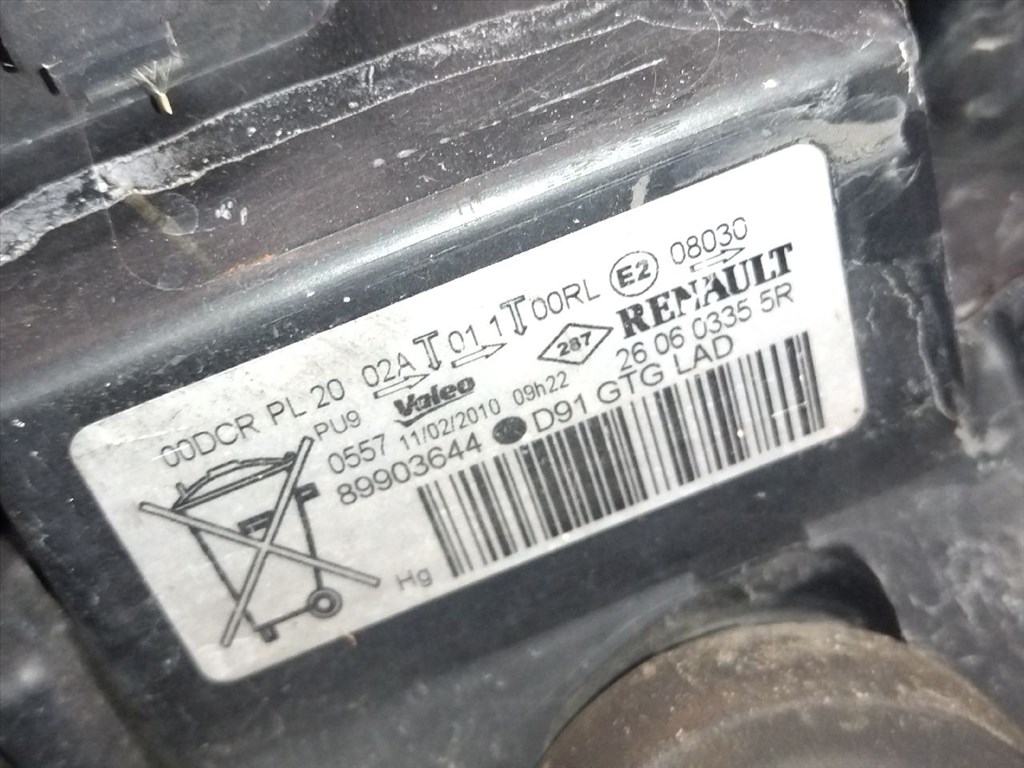 00DCR PL 20 02A 01 1 00RL E2 08030
PU9 Valeo 287 RENAULT
0557 11/02/2010 09h22 26 06 0335 5R
89903644 D91 GTG LAD
Hg